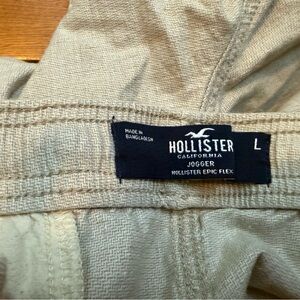 MADE IN
BANGLADESH
HOLLISTER
CALIFORNIA
JOGGER
HOLLISTER EPIC FLEX
L